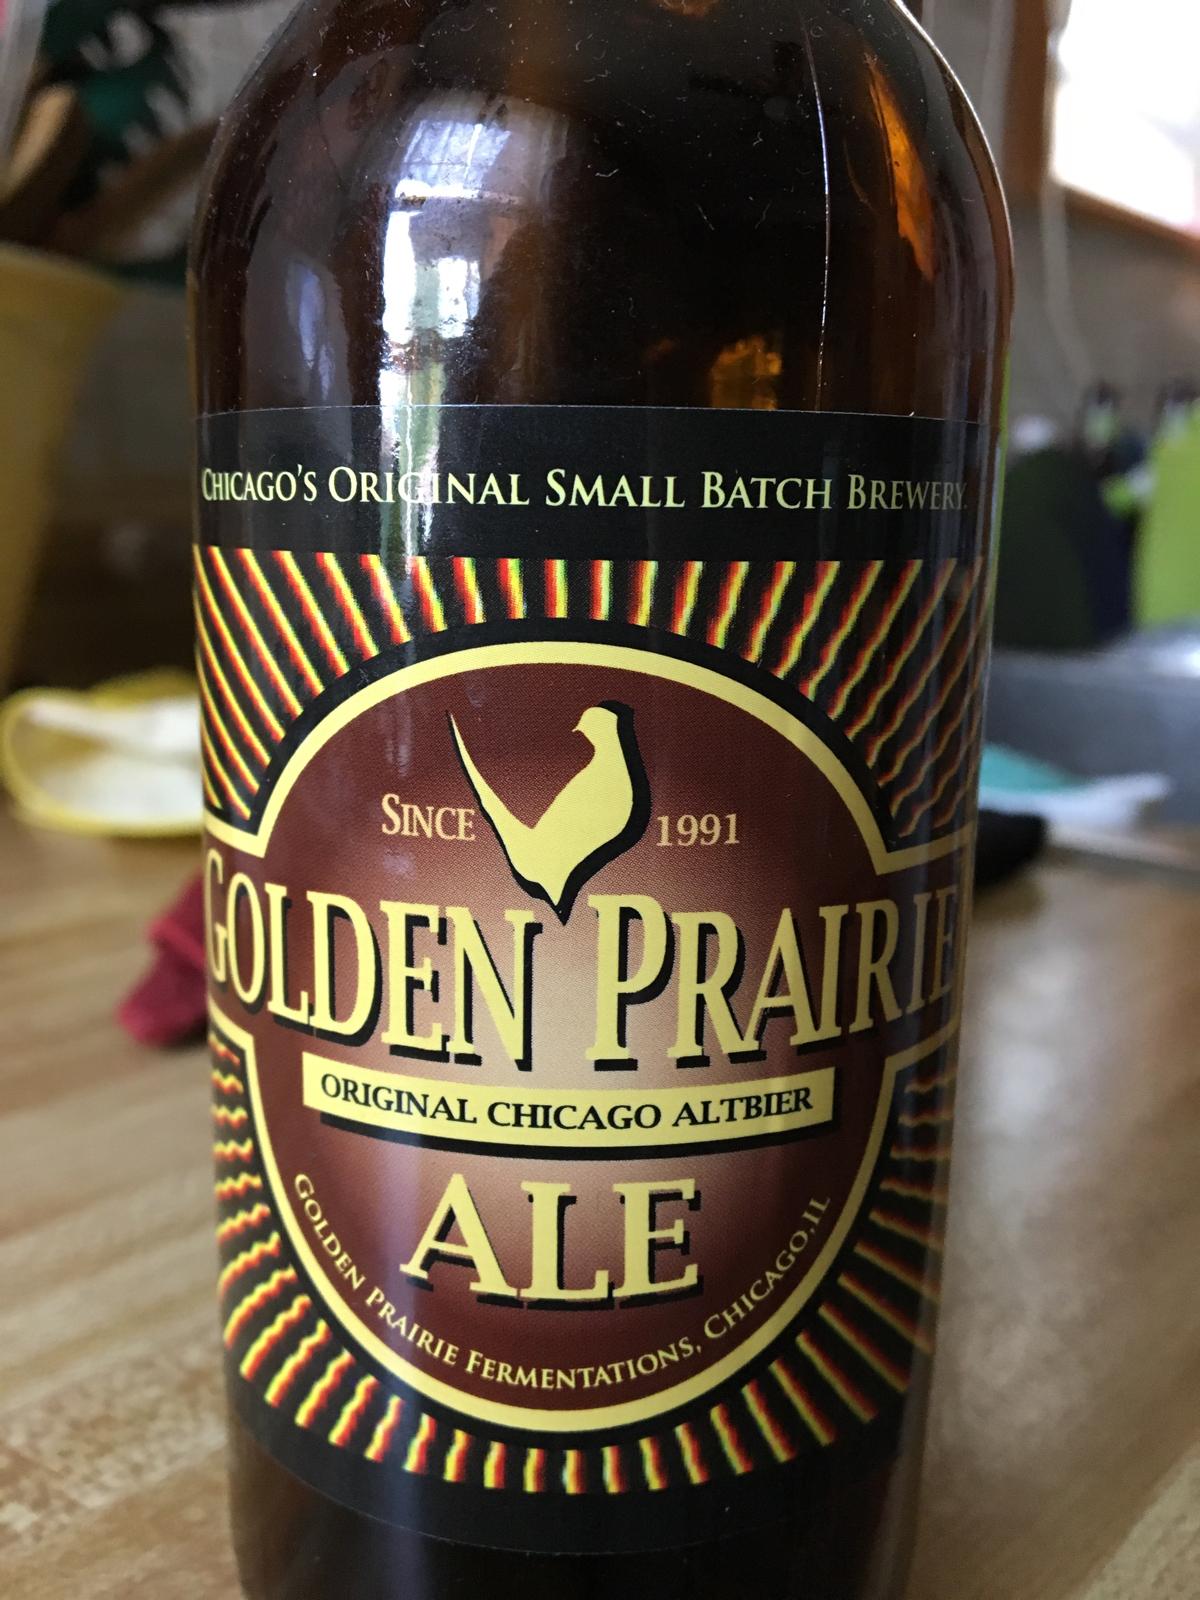 CHICAGO'S ORIGINAL SMALL BATCH BREWERY.
SINCE 1991
GOLDEN PRAIRIE
ORIGINAL CHICAGO ALTBIER
ALE
GOLDEN PRAIRIE FERMENTATIONS, CHICAGO, IL